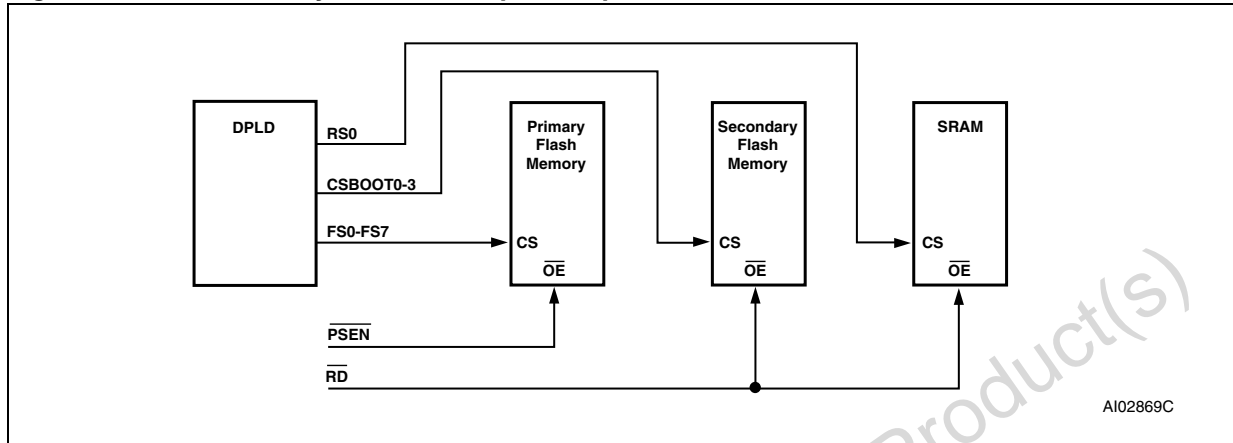 DPLD
RS0
CSBOOT0-3
FS0-FS7
Primary
Flash
Memory
CS
OE
Secondary
Flash
Memory
CS
OE
SRAM
CS
OE
PSEN
RD
Product(s)
AI02869C